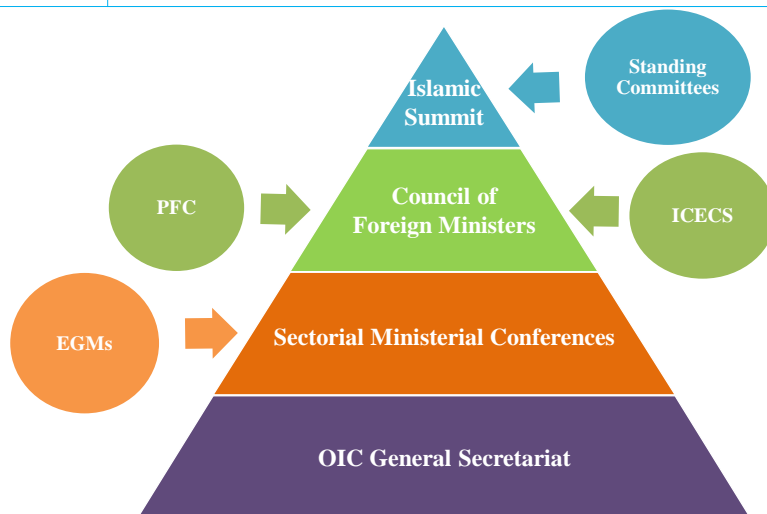 Islamic
Summit
Standing
Committees
PFC
Council of
Foreign Ministers
ICECS
EGMs
Sectorial Ministerial Conferences
OIC General Secretariat